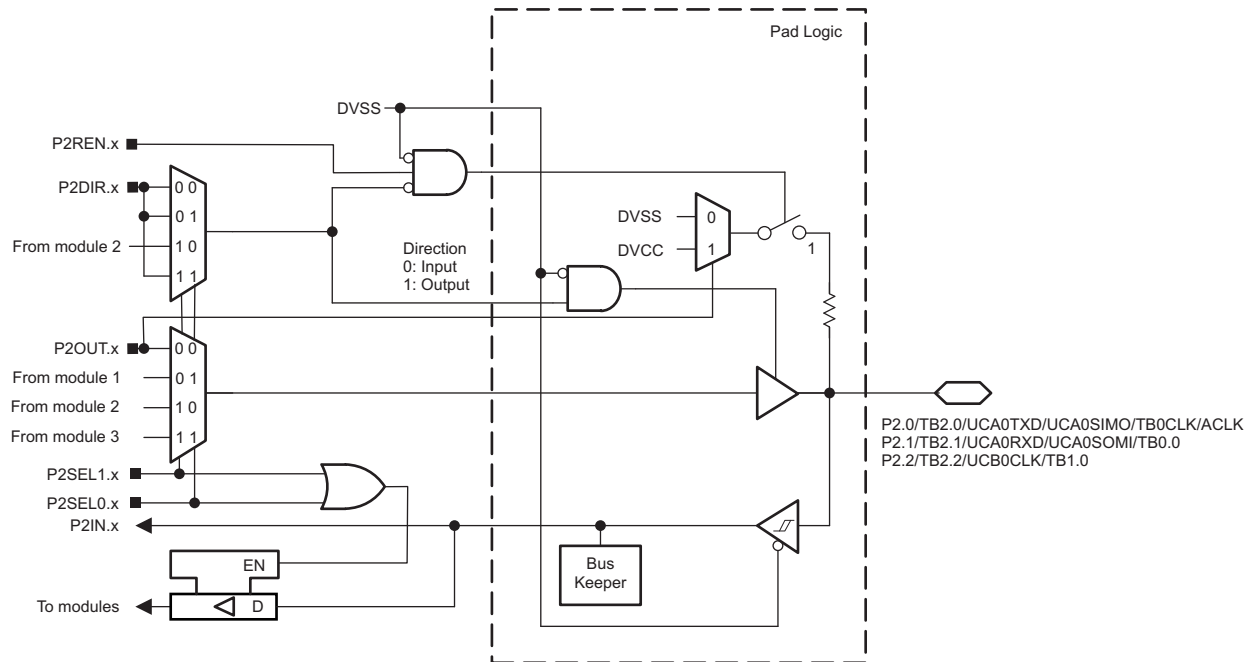 Pad Logic
DVSS
P2REN.x
P2DIR.x
0 0
0 1
From module 2
1 0
1 1
Direction
0: Input
1: Output
DVSS
0
DVCC
1
1
P2OUT.x
0 0
From module 1
0 1
From module 2
1 0
From module 3
1 1
P2.0/TB2.0/UCA0TXD/UCA0SIMO/TB0CLK/ACLK
P2.1/TB2.1/UCA0RXD/UCA0SOMI/TB0.0
P2.2/TB2.2/UCB0CLK/TB1.0
P2SEL1.x
P2SEL0.x
P2IN.x
Bus
Keeper
EN
To modules
D